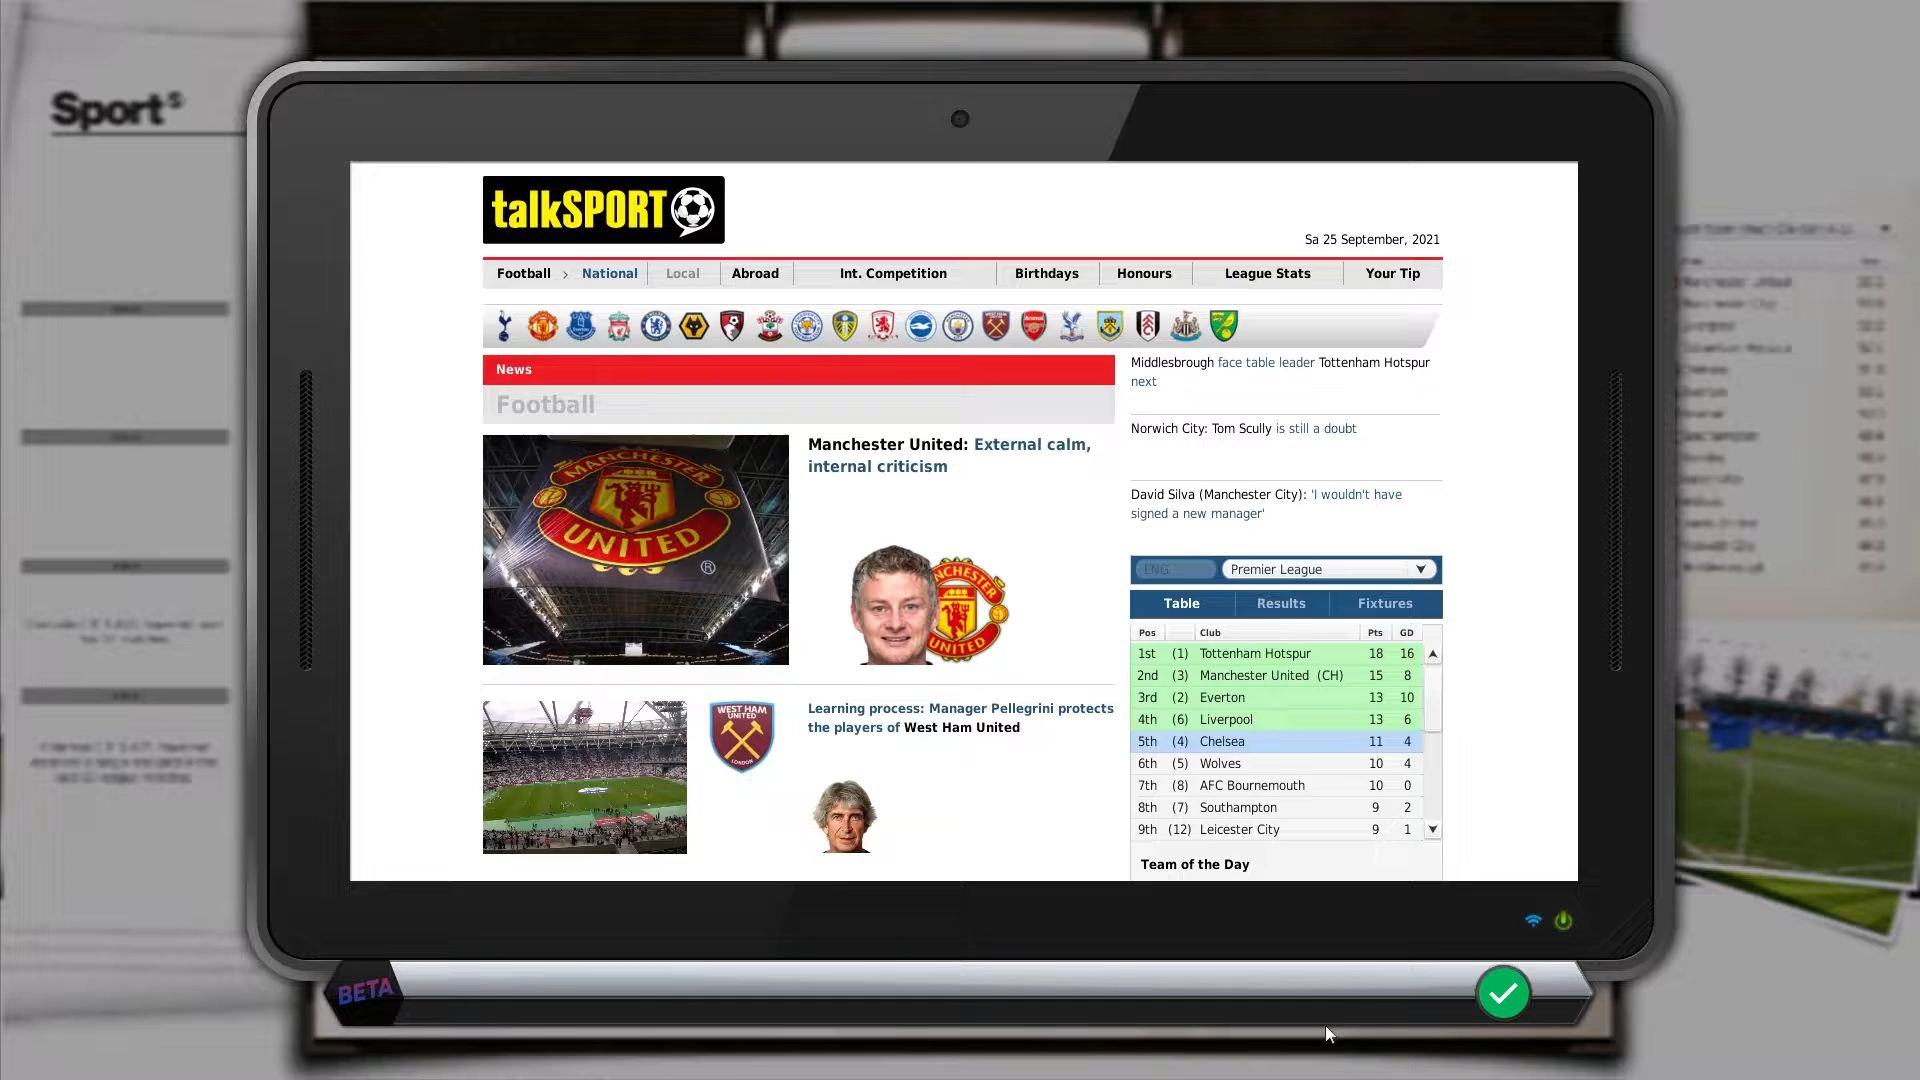 Sport
talkSPORT
Sa 25 September, 2021
Football > National Local Abroad Int. Competition Birthdays Honours League Stats Your Tip
News
Football
MANCHESTER
UNITED
®
Manchester United: External calm,
internal criticism
MANCHESTER
UNITED
WEST HAM
UNITED
LONDON
Learning process: Manager Pellegrini protects
the players of West Ham United
Middlesbrough face table leader Tottenham Hotspur
next
Norwich City: Tom Scully is still a doubt
David Silva (Manchester City): 'I wouldn't have
signed a new manager'
ENG Premier League
Table Results Fixtures
Pos Club Pts GD
1st (1) Tottenham Hotspur 18 16
2nd (3) Manchester United (CH) 15 8
3rd (2) Everton 13 10
4th (6) Liverpool 13 6
5th (4) Chelsea 11 4
6th (5) Wolves 10 4
7th (8) AFC Bournemouth 10 0
8th (7) Southampton 9 2
9th (12) Leicester City 9 1
Team of the Day
BETA